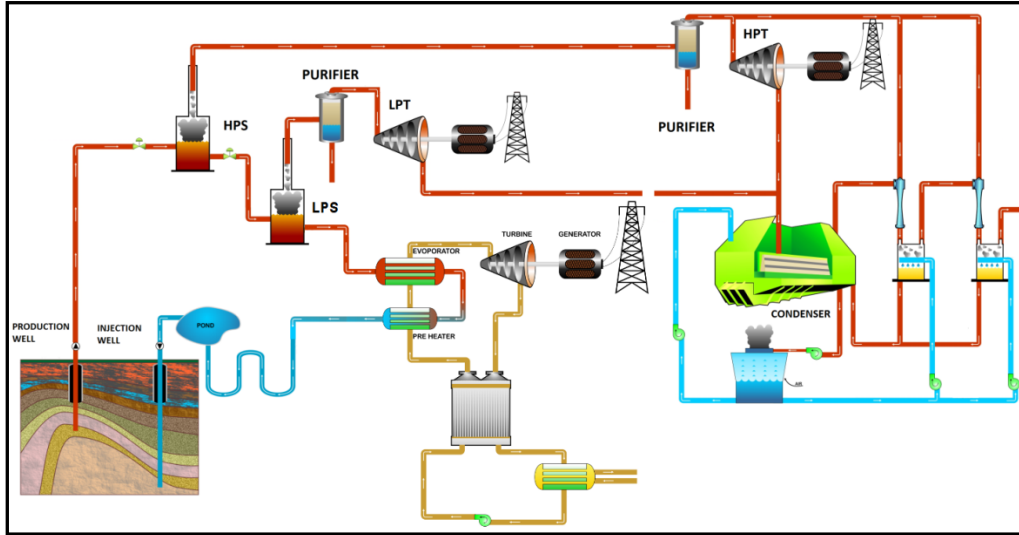 HPT
PURIFIER
LPT
HPS
PURIFIER
LPS
TURBINE
GENERATOR
EVOPORATOR
PRODUCTION
WELL
INJECTION
WELL
POND
PRE HEATER
CONDENSER